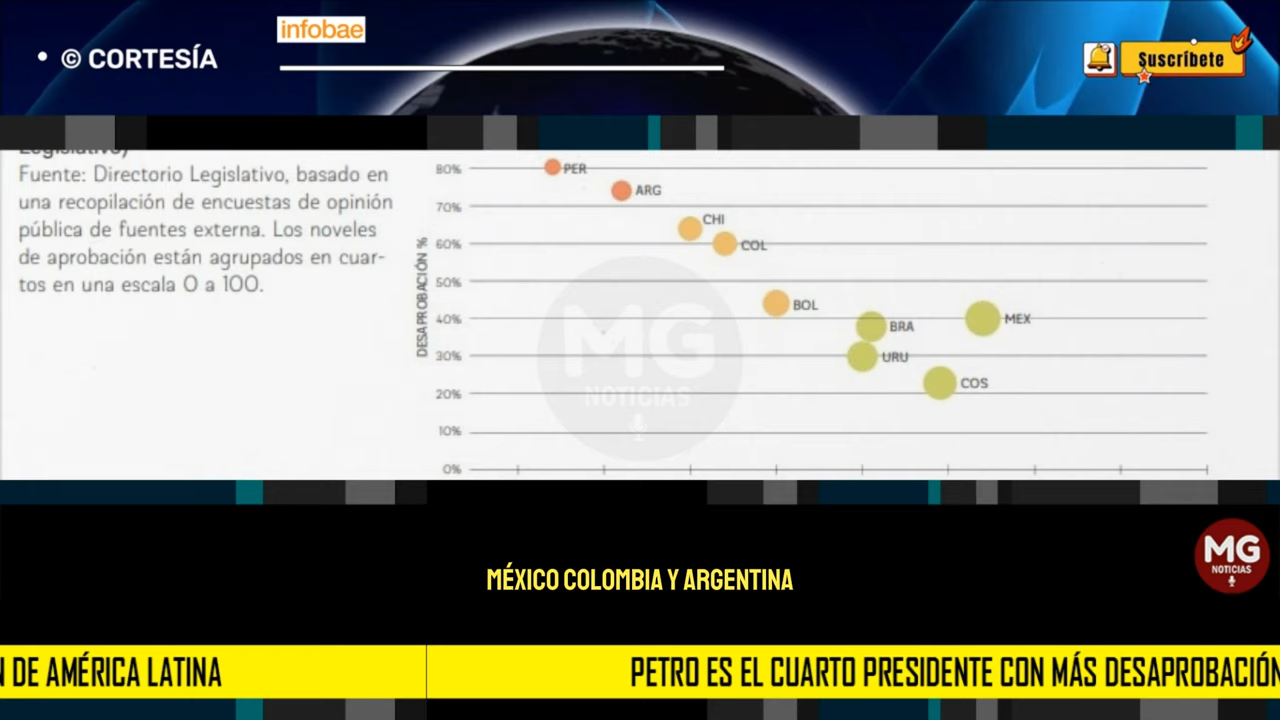 infobae
• © CORTESÍA
Suscríbete
Legislativo)
Fuente: Directorio Legislativo, basado en
una recopilación de encuestas de opinión
pública de fuentes externa. Los noveles
de aprobación están agrupados en cuar-
tos en una escala 0 a 100.
DESAPROBACIÓN %
80%
70%
60%
50%
40%
30%
20%
10%
0%
PER
ARG
CHI
COL
BOL
BRA
MEX
URU
COS
MG
NOTICIAS
MÉXICO COLOMBIA Y ARGENTINA
MG
NOTICIAS
N DE AMÉRICA LATINA
PETRO ES EL CUARTO PRESIDENTE CON MÁS DESAPROBACIÓN